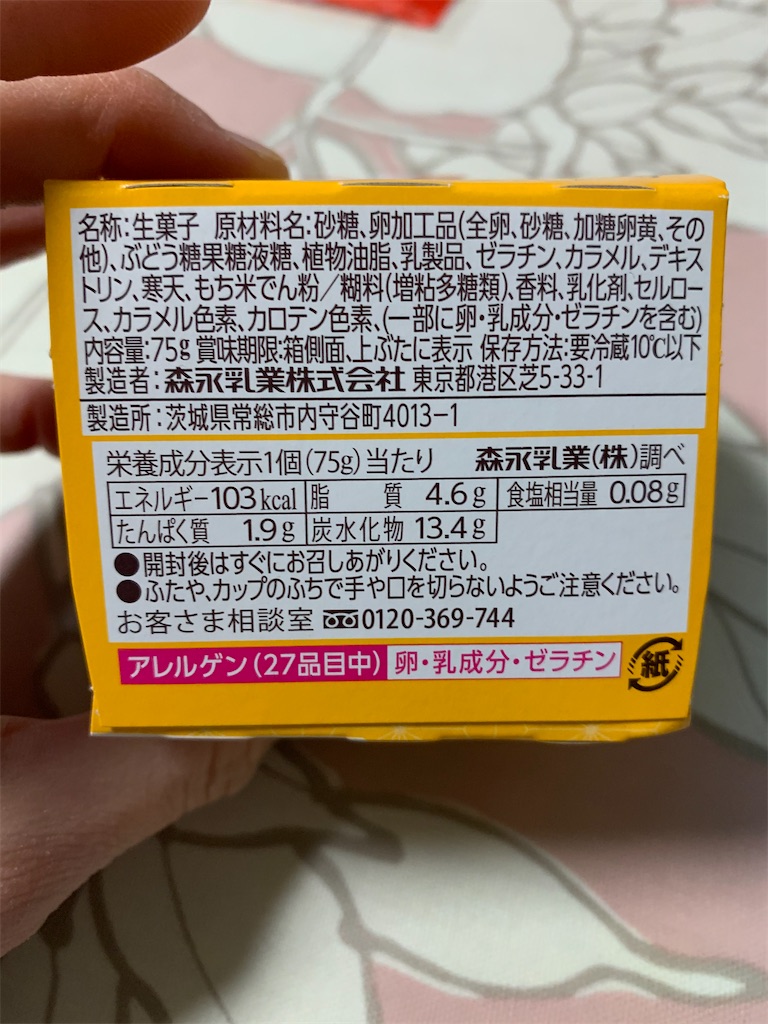 名称:生菓子 原材料名:砂糖、卵加工品(全卵、砂糖、加糖卵黄、その
他)、ぶどう糖果糖液糖、植物油脂、乳製品、ゼラチン、カラメル、デキス
トリン、寒天、もち米でん粉/糊料(増粘多糖類)、香料、乳化剤、セルロー
ス、カラメル色素、カロテン色素、(一部に卵・乳成分・ゼラチンを含む)
内容量:75g 賞味期限:箱側面、上ぶたに表示 保存方法:要冷蔵10℃以下
製造者:森永乳業株式会社 東京都港区芝5-33-1
製造所:茨城県常総市内守谷町4013-1
栄養成分表示1個(75g)当たり 森永乳業(株)調べ
エネルギー103kcal 脂質 4.6g 食塩相当量 0.08g
たんぱく質 1.9g 炭水化物 13.4g
●開封後はすぐにお召しあがりください。
●ふたや、カップのふちで手や口を切らないようご注意ください。
お客さま相談室 0120-369-744
アレルゲン(27品目中) 卵・乳成分・ゼラチン
紙